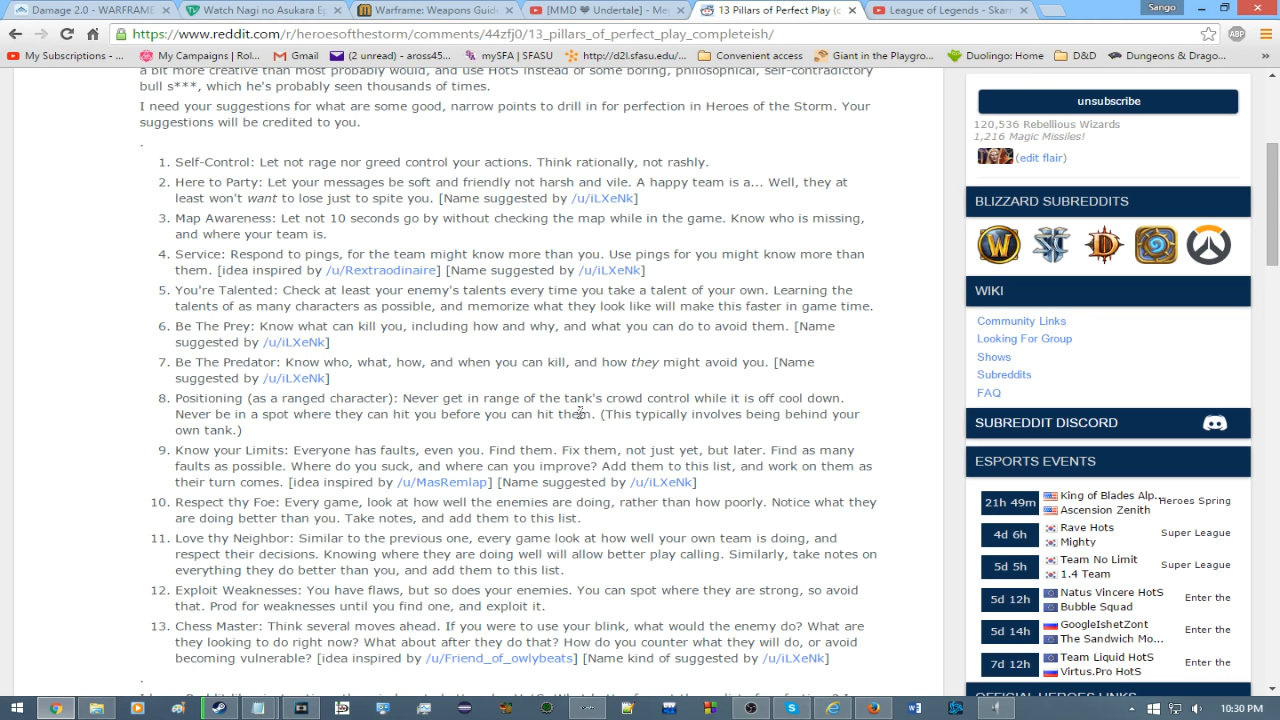 Damage 2.0 - WARFRAME
Watch Nagi no Asukara Ep
Warframe: Weapons Guide
[MMD ❤ Undertale] - Me
13 Pillars of Perfect Play (c
League of Legends - Skarr
Sango
https://www.reddit.com/r/heroesofthestorm/comments/44zfj0/13_pillars_of_perfect_play_completeish/
My Subscriptions - ...
My Campaigns | Rol...
Gmail
(2 unread) - aros45...
mySFA | SFASU
http://d2l.sfasu.edu/...
Convenient access
Giant in the Playgro...
Duolingo: Home
D&D
Dungeons & Drago...
a bit more creative than most probably would, and use HotS instead of some boring, philosophical, self-contradictory
bull s***, which he's probably seen thousands of times.
I need your suggestions for what are some good, narrow points to drill in for perfection in Heroes of the Storm. Your
suggestions will be credited to you.
.
1. Self-Control: Let not rage nor greed control your actions. Think rationally, not rashly.
2. Here to Party: Let your messages be soft and friendly not harsh and vile. A happy team is a... Well, they at
least won't want to lose just to spite you. [Name suggested by /u/iLXeNk]
3. Map Awareness: Let not 10 seconds go by without checking the map while in the game. Know who is missing,
and where your team is.
4. Service: Respond to pings, for the team might know more than you. Use pings for you might know more than
them. [idea inspired by /u/Rextraodinaire] [Name suggested by /u/iLXeNk]
5. You're Talented: Check at least your enemy's talents every time you take a talent of your own. Learning the
talents of as many characters as possible, and memorize what they look like will make this faster in game time.
6. Be The Prey: Know what can kill you, including how and why, and what you can do to avoid them. [Name
suggested by /u/iLXeNk]
7. Be The Predator: Know who, what, how, and when you can kill, and how they might avoid you. [Name
suggested by /u/iLXeNk]
8. Positioning (as a ranged character): Never get in range of the tank's crowd control while it is off cool down.
Never be in a spot where they can hit you before you can hit them. (This typically involves being behind your
own tank.)
9. Know your Limits: Everyone has faults, even you. Find them. Fix them, not just yet, but later. Find as many
faults as possible. Where do you suck, and where can you improve? Add them to this list, and work on them as
their turn comes. [idea inspired by /u/MasRemlap] [Name suggested by /u/iLXeNk]
10. Respect thy Foe: Every game, look at how well the enemies are doing, rather than how poorly. Notice what they
are doing better than you. Take notes, and add them to this list.
11. Love thy Neighbor: Similar to the previous one, every game look at how well your own team is doing, and
respect their decisions. Knowing where they are doing well will allow better play calling. Similarly, take notes on
everything they do better than you, and add them to this list.
12. Exploit Weaknesses: You have flaws, but so does your enemies. You can spot where they are strong, so avoid
that. Prod for weaknesses until you find one, and exploit it.
13. Chess Master: Think several moves ahead. If you were to use your blink, what would the enemy do? What are
they looking to do right now? What about after they do that? How do you counter what they will do, or avoid
becoming vulnerable? [idea inspired by /u/Friend_of_owlybeats] [Name kind of suggested by /u/iLXeNk]
.
unsubscribe
120,536 Rebellious Wizards
1,216 Magic Missiles!
(edit flair)
BLIZZARD SUBREDDITS
WIKI
Community Links
Looking For Group
Shows
Subreddits
FAQ
SUBREDDIT DISCORD
ESPORTS EVENTS
21h 49m King of Blades Alp... Heroes Spring
Ascension Zenith
4d 6h Rave Hots Super League
Mighty
5d 5h Team No Limit Super League
1.4 Team
5d 12h Natus Vincere HotS Enter the
Bubble Squad
5d 14h GoogleIshetZont Enter the
The Sandwich Mo...
7d 12h Team Liquid HotS Enter the
Virtus.Pro HotS
OFFICIAL HEROES LINKS
10:30 PM